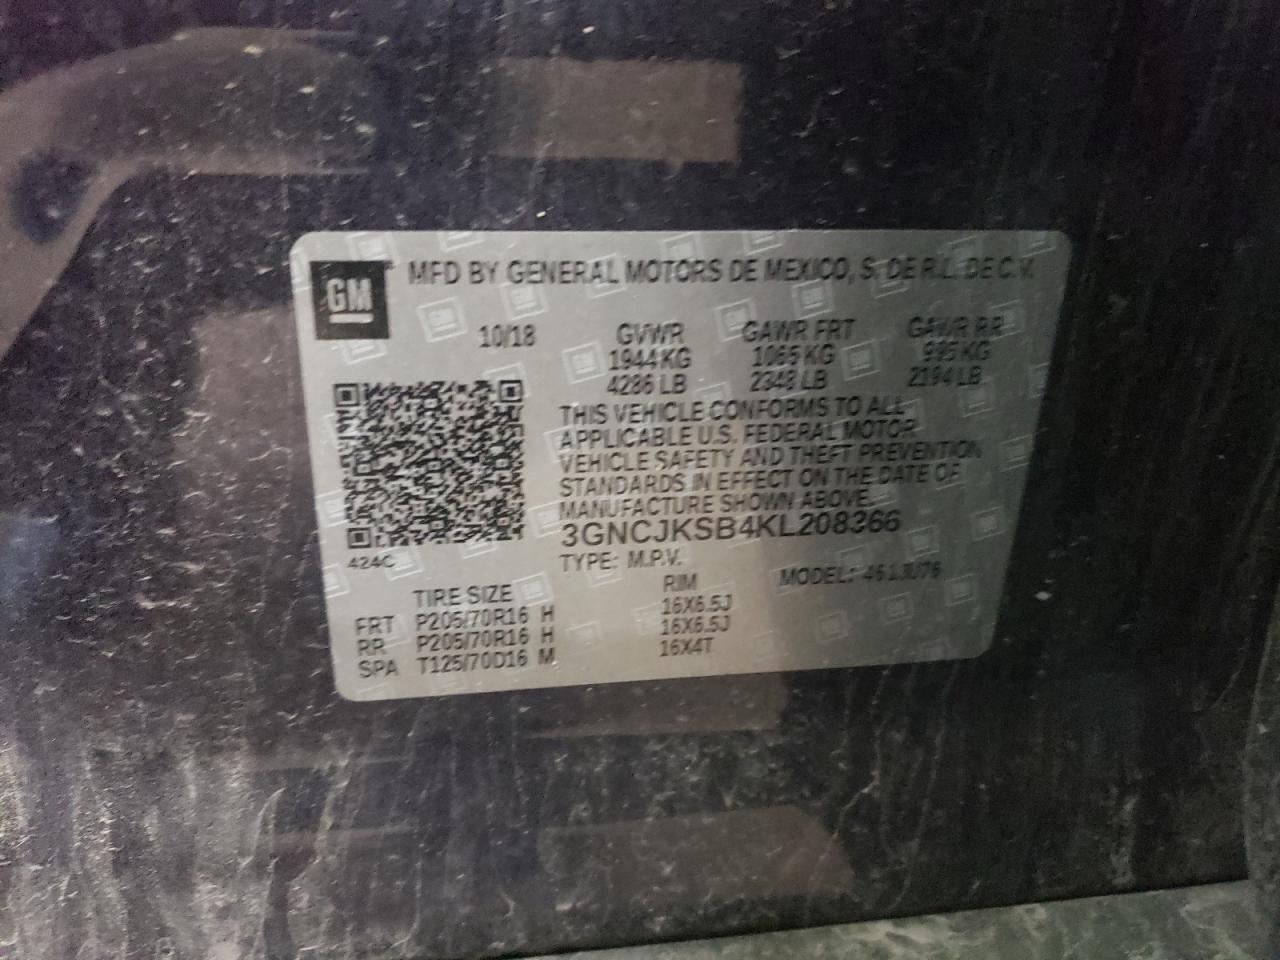 GM
MFD BY GENERAL MOTORS DE MEXICO, S. DE R.L. DE C.V.
10/18 GVWR GAWR FRT GAWR RR
1944 KG 1065 KG 995 KG
4286 LB 2348 LB 2194 LB
THIS VEHICLE CONFORMS TO ALL
APPLICABLE U.S. FEDERAL MOTOR
VEHICLE SAFETY AND THEFT PREVENTION
STANDARDS IN EFFECT ON THE DATE OF
MANUFACTURE SHOWN ABOVE.
3GNCJKSB4KL208366
424C
TYPE: M.P.V. MODEL:
TIRE SIZE RIM
FRT P205/70R16 H 16X6.5J
RR P205/70R16 H 16X6.5J
SPA T125/70D16 M 16X4T